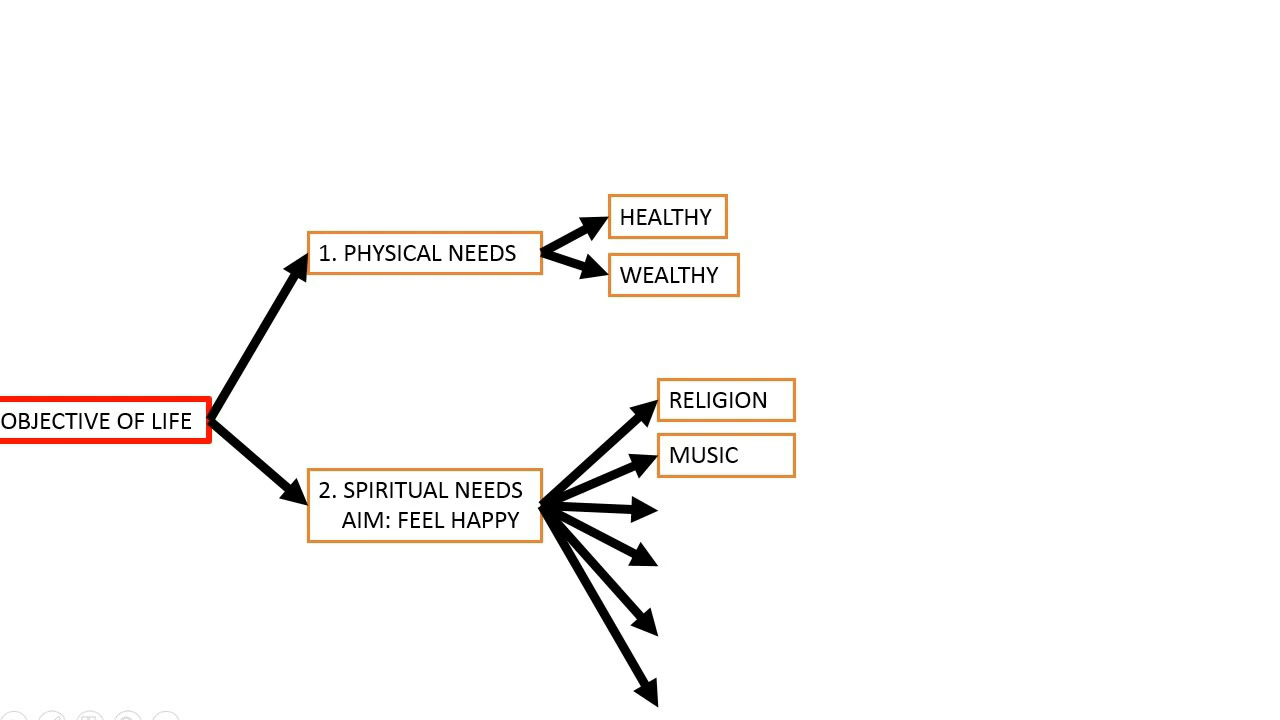 HEALTHY
1. PHYSICAL NEEDS
WEALTHY
RELIGION
OBJECTIVE OF LIFE
MUSIC
2. SPIRITUAL NEEDS
AIM: FEEL HAPPY